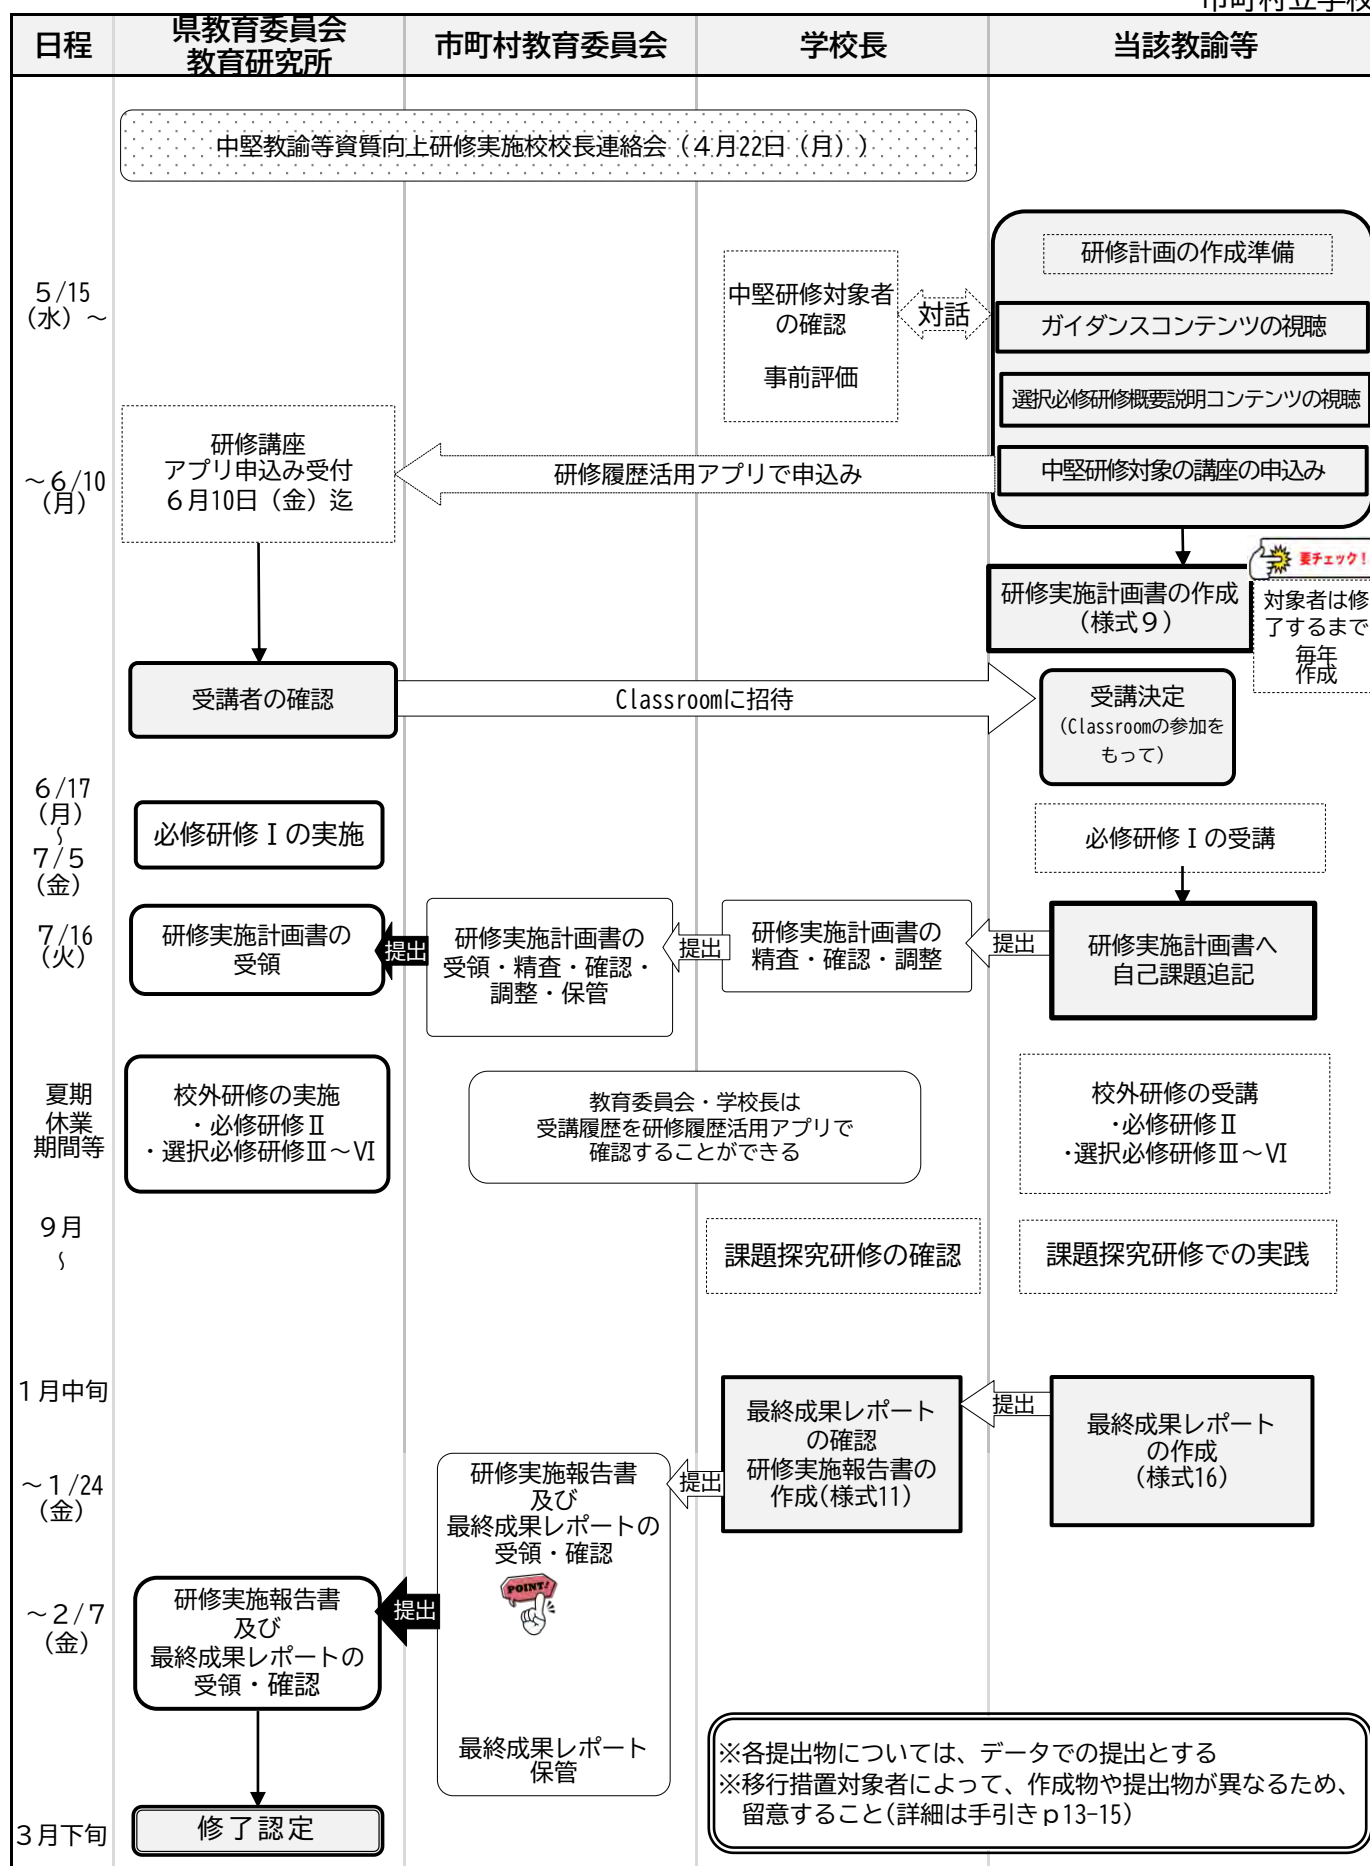 市町村立学校
日程
県教育委員会
教育研究所
市町村教育委員会
学校長
当該教諭等
中堅教諭等資質向上研修実施校校長連絡会（４月22日（月））
研修計画の作成準備
５/15
（水）～
中堅研修対象者
の確認
事前評価
対話
ガイダンスコンテンツの視聴
選択必修研修概要説明コンテンツの視聴
～６/10
（月）
研修講座
アプリ申込み受付
６月10日（金）迄
研修履歴活用アプリで申込み
中堅研修対象の講座の申込み
要チェック！
研修実施計画書の作成
（様式９）
対象者は修
了するまで
毎年
作成
受講者の確認
Classroomに招待
受講決定
（Classroomの参加を
もって）
６/17
（月）
～
７/５
（金）
必修研修Ⅰの実施
必修研修Ⅰの受講
７/16
（火）
研修実施計画書の
受領
提出
研修実施計画書の
受領・精査・確認・
調整・保管
提出
研修実施計画書の
精査・確認・調整
提出
研修実施計画書へ
自己課題追記
夏期
休業
期間等
校外研修の実施
・必修研修Ⅱ
・選択必修研修Ⅲ～Ⅵ
教育委員会・学校長は
受講履歴を研修履歴活用アプリで
確認することができる
校外研修の受講
・必修研修Ⅱ
・選択必修研修Ⅲ～Ⅵ
９月
～
課題探究研修の確認
課題探究研修での実践
１月中旬
最終成果レポート
の確認
研修実施報告書の
作成(様式11)
提出
最終成果レポート
の作成
(様式16)
～１/24
（金）
研修実施報告書
及び
最終成果レポートの
受領・確認
提出
POINT!
～２/７
（金）
研修実施報告書
及び
最終成果レポートの
受領・確認
提出
最終成果レポート
保管
※各提出物については、データでの提出とする
※移行措置対象者によって、作成物や提出物が異なるため、
留意すること(詳細は手引きｐ13-15)
３月下旬
修了認定